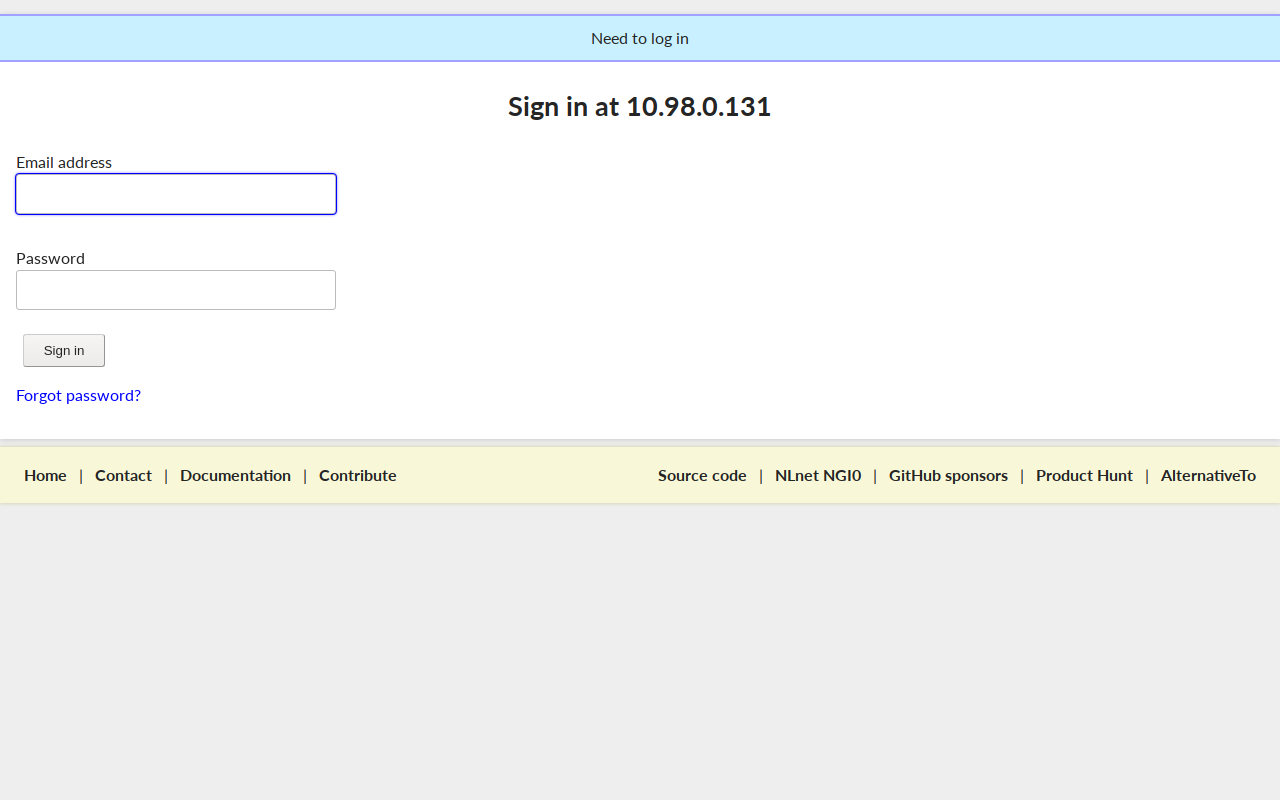 Need to log in
Sign in at 10.98.0.131
Email address
Password
Sign in
Forgot password?
Home | Contact | Documentation | Contribute
Source code | NLnet NGI0 | GitHub sponsors | Product Hunt | AlternativeTo